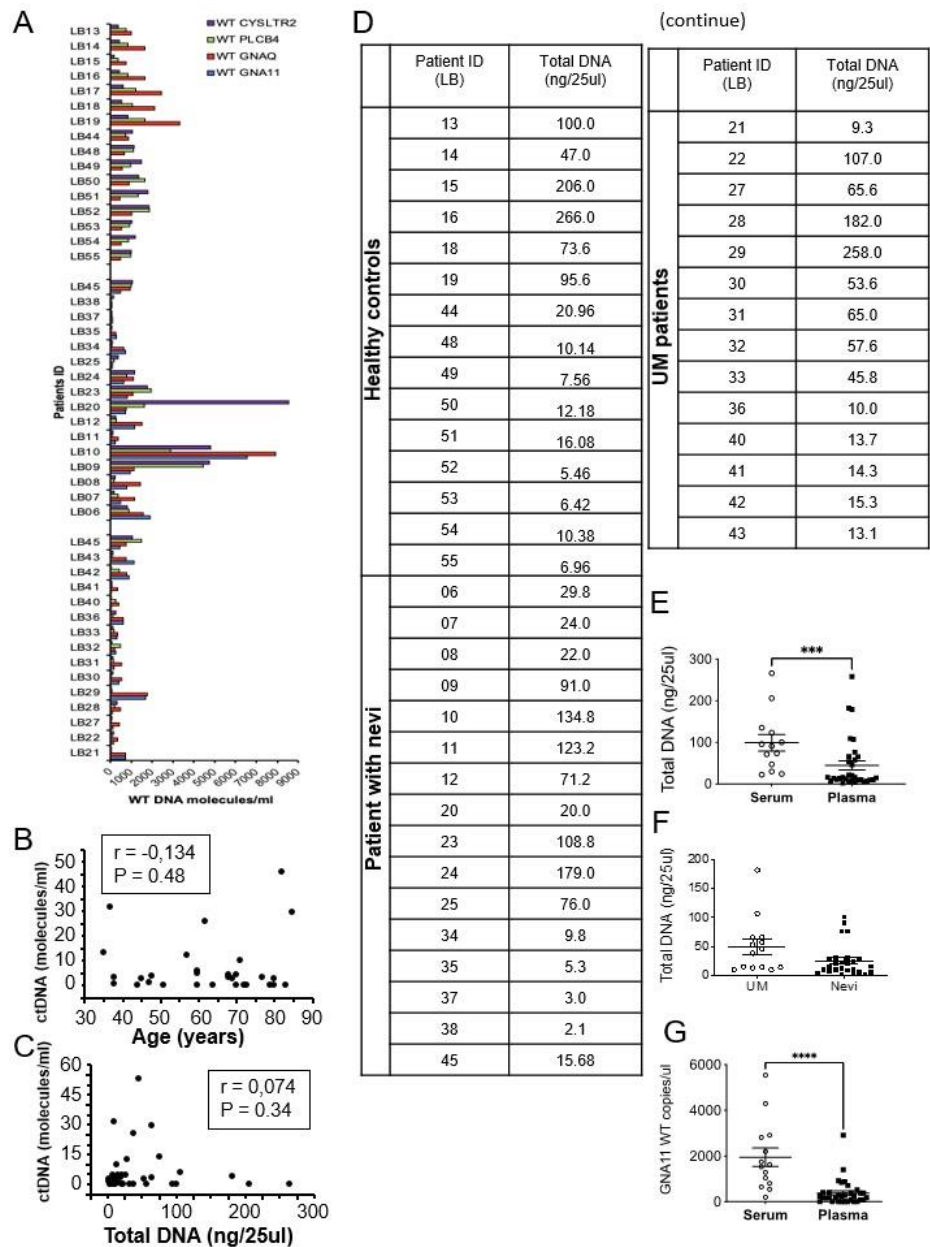 A
WT CYSLTR2
WT PLCB4
WT GNAQ
WT GNA11
Patients ID
LB13
LB14
LB15
LB16
LB17
LB18
LB19
LB44
LB48
LB49
LB50
LB51
LB52
LB53
LB54
LB55
LB45
LB38
LB37
LB35
LB34
LB25
LB24
LB23
LB20
LB12
LB11
LB10
LB09
LB08
LB07
LB06
LB45
LB43
LB42
LB41
LB40
LB36
LB33
LB32
LB31
LB30
LB29
LB28
LB27
LB22
LB21
0 1000 2000 3000 4000 5000 6000 7000 8000 9000
WT DNA molecules/ml
B
r = -0,134
P = 0.48
ctDNA (molecules/ml)
50
30
20
10
0
30 40 50 60 70 80 90
Age (years)
C
r = 0,074
P = 0.34
ctDNA (molecules/ml)
60
45
30
15
0
0 100 200 300
Total DNA (ng/25ul)
D
Patient ID (LB) Total DNA (ng/25ul)
Healthy controls
13 100.0
14 47.0
15 206.0
16 266.0
18 73.6
19 95.6
44 20.96
48 10.14
49 7.56
50 12.18
51 16.08
52 5.46
53 6.42
54 10.38
55 6.96
Patient with nevi
06 29.8
07 24.0
08 22.0
09 91.0
10 134.8
11 123.2
12 71.2
20 20.0
23 108.8
24 179.0
25 76.0
34 9.8
35 5.3
37 3.0
38 2.1
45 15.68
(continue)
Patient ID (LB) Total DNA (ng/25ul)
UM patients
21 9.3
22 107.0
27 65.6
28 182.0
29 258.0
30 53.6
31 65.0
32 57.6
33 45.8
36 10.0
40 13.7
41 14.3
42 15.3
43 13.1
E
***
Total DNA (ng/25ul)
300
200
100
0
Serum Plasma
F
Total DNA (ng/25ul)
200
150
100
50
0
UM Nevi
G
****
GNA11 WT copies/ul
6000
4000
2000
0
Serum Plasma